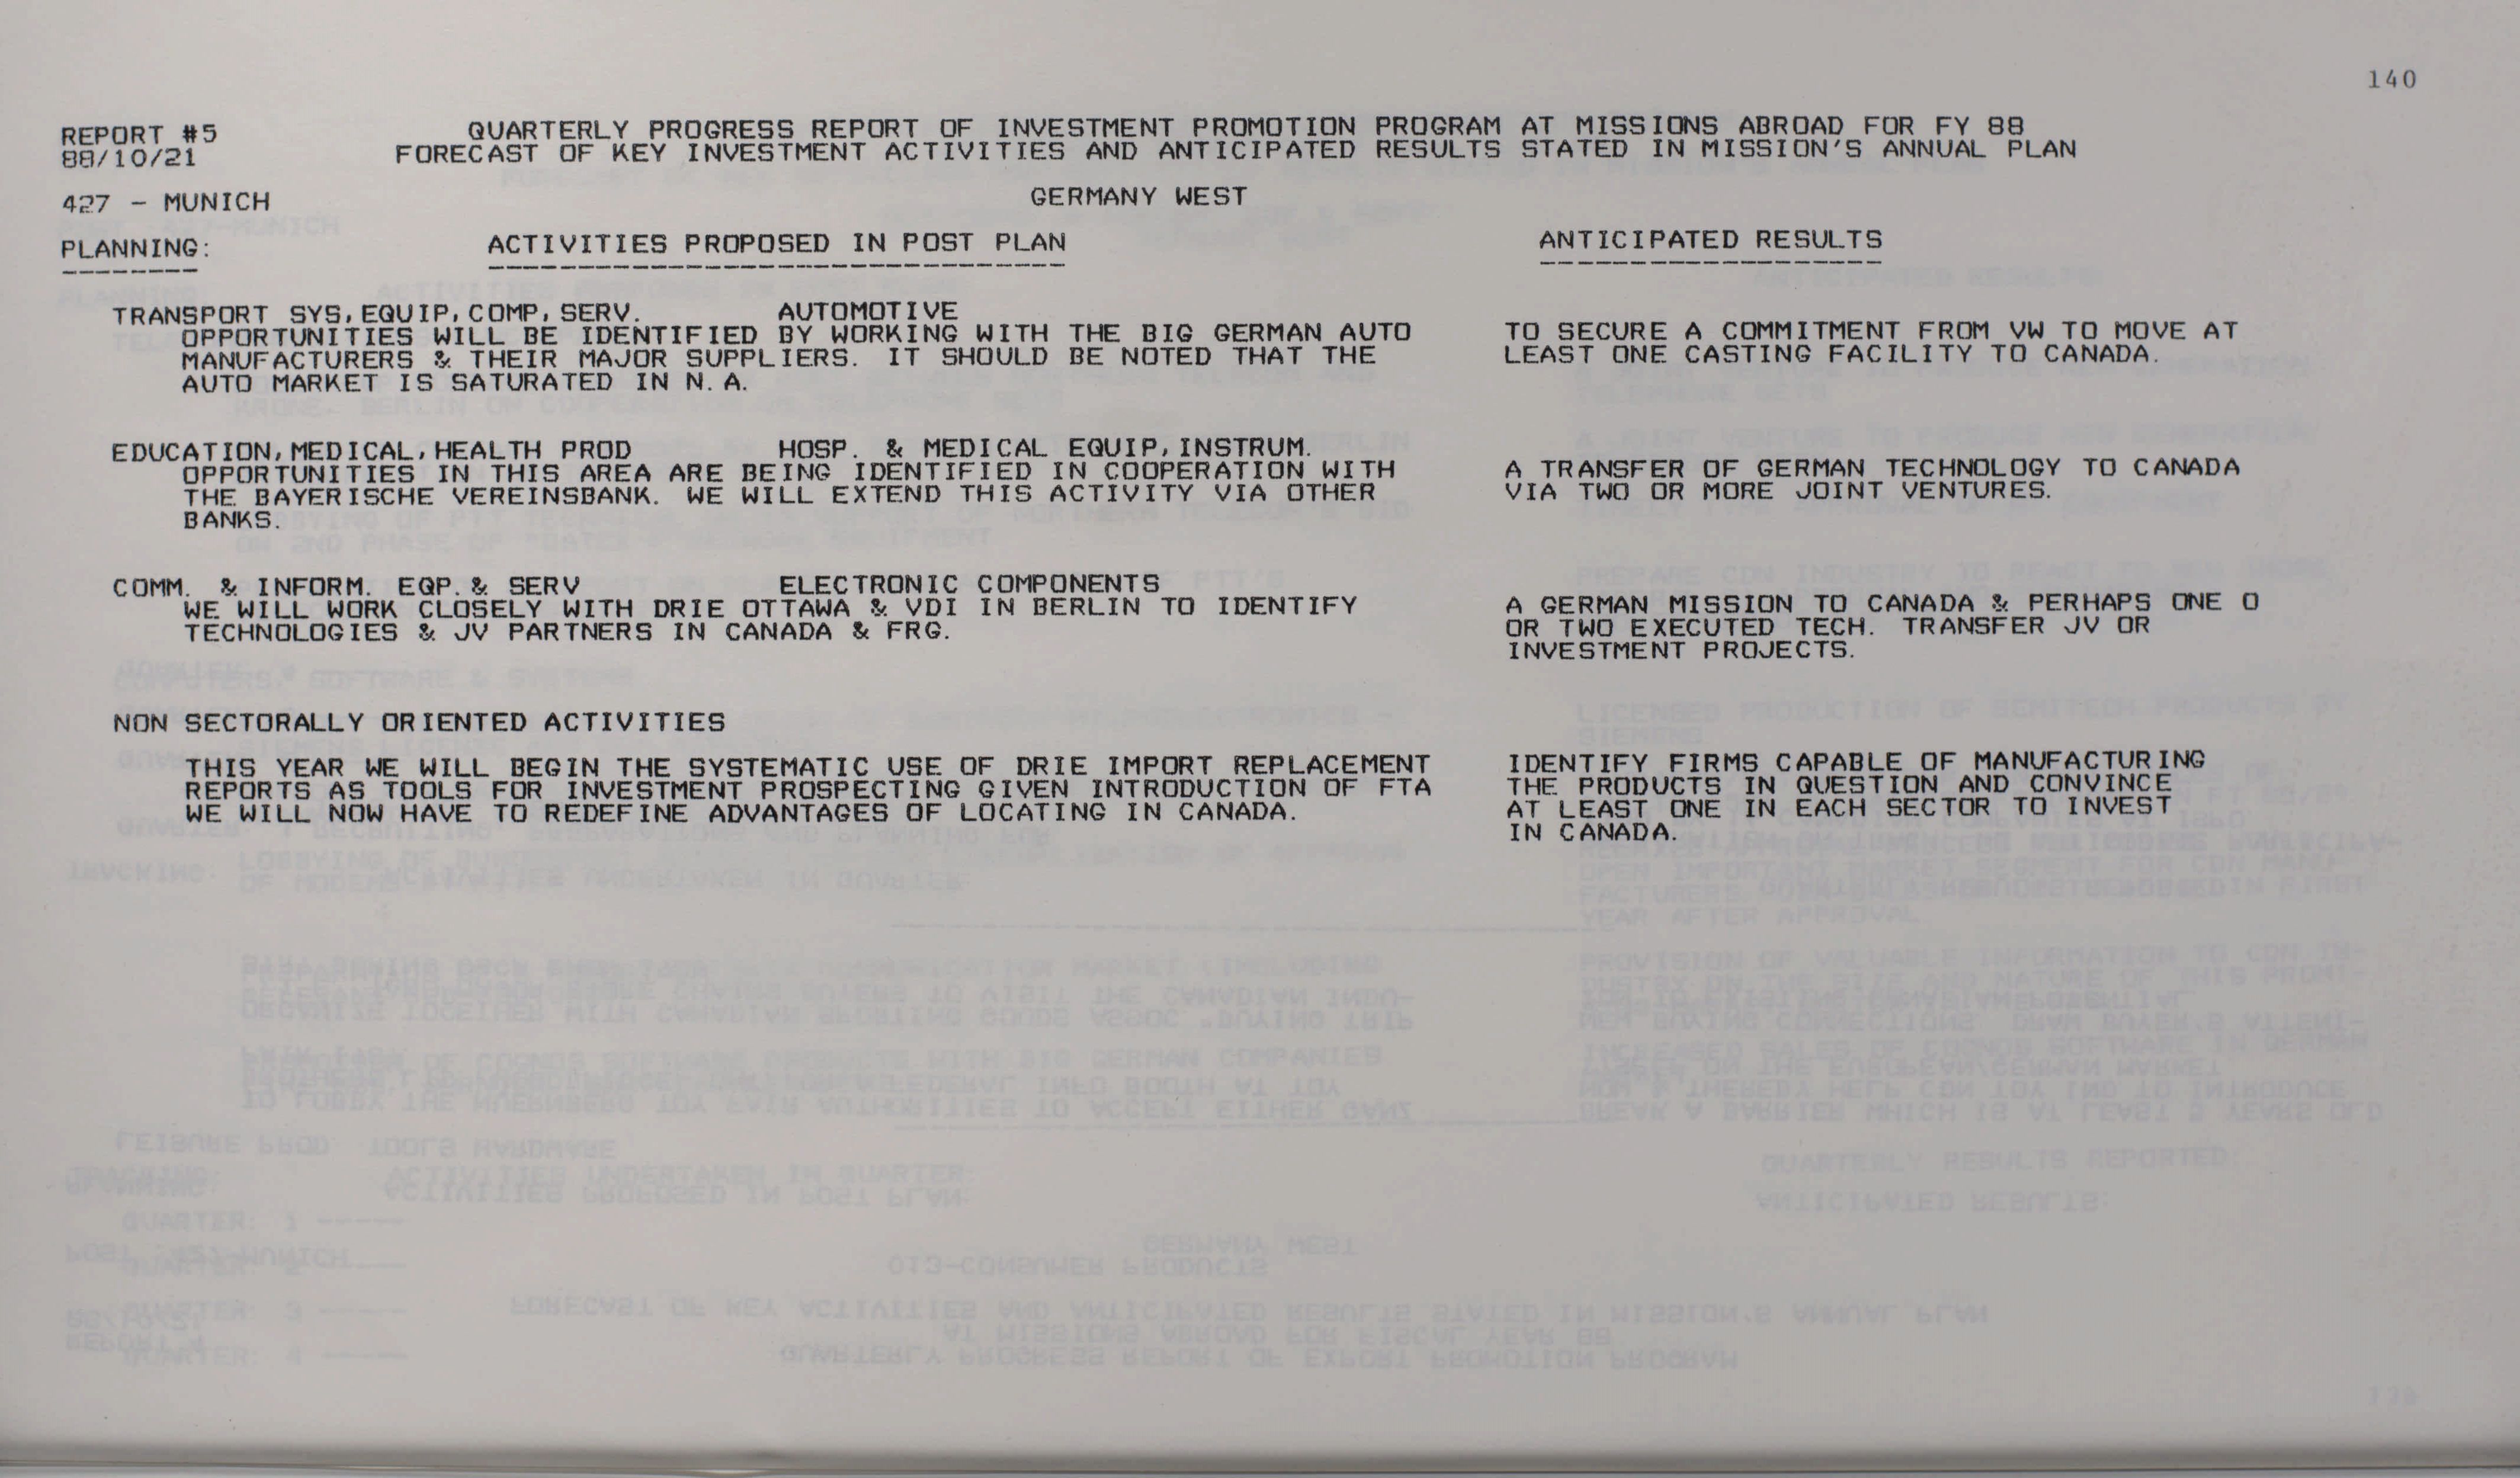 140
REPORT #5
88/10/21
QUARTERLY PROGRESS REPORT OF INVESTMENT PROMOTION PROGRAM AT MISSIONS ABROAD FOR FY 88
FORECAST OF KEY INVESTMENT ACTIVITIES AND ANTICIPATED RESULTS STATED IN MISSION'S ANNUAL PLAN
427 - MUNICH
GERMANY WEST
PLANNING:
ACTIVITIES PROPOSED IN POST PLAN
ANTICIPATED RESULTS
TRANSPORT SYS,EQUIP,COMP,SERV. AUTOMOTIVE
OPPORTUNITIES WILL BE IDENTIFIED BY WORKING WITH THE BIG GERMAN AUTO
MANUFACTURERS & THEIR MAJOR SUPPLIERS. IT SHOULD BE NOTED THAT THE
AUTO MARKET IS SATURATED IN N.A.
TO SECURE A COMMITMENT FROM VW TO MOVE AT
LEAST ONE CASTING FACILITY TO CANADA.
EDUCATION,MEDICAL,HEALTH PROD HOSP. & MEDICAL EQUIP,INSTRUM.
OPPORTUNITIES IN THIS AREA ARE BEING IDENTIFIED IN COOPERATION WITH
THE BAYERISCHE VEREINSBANK. WE WILL EXTEND THIS ACTIVITY VIA OTHER
BANKS.
A TRANSFER OF GERMAN TECHNOLOGY TO CANADA
VIA TWO OR MORE JOINT VENTURES.
COMM. & INFORM. EQP.& SERV ELECTRONIC COMPONENTS
WE WILL WORK CLOSELY WITH DRIE OTTAWA & VDI IN BERLIN TO IDENTIFY
TECHNOLOGIES & JV PARTNERS IN CANADA & FRG.
A GERMAN MISSION TO CANADA & PERHAPS ONE O
OR TWO EXECUTED TECH. TRANSFER JV OR
INVESTMENT PROJECTS.
NON SECTORALLY ORIENTED ACTIVITIES
THIS YEAR WE WILL BEGIN THE SYSTEMATIC USE OF DRIE IMPORT REPLACEMENT
REPORTS AS TOOLS FOR INVESTMENT PROSPECTING GIVEN INTRODUCTION OF FTA
WE WILL NOW HAVE TO REDEFINE ADVANTAGES OF LOCATING IN CANADA.
IDENTIFY FIRMS CAPABLE OF MANUFACTURING
THE PRODUCTS IN QUESTION AND CONVINCE
AT LEAST ONE IN EACH SECTOR TO INVEST
IN CANADA.